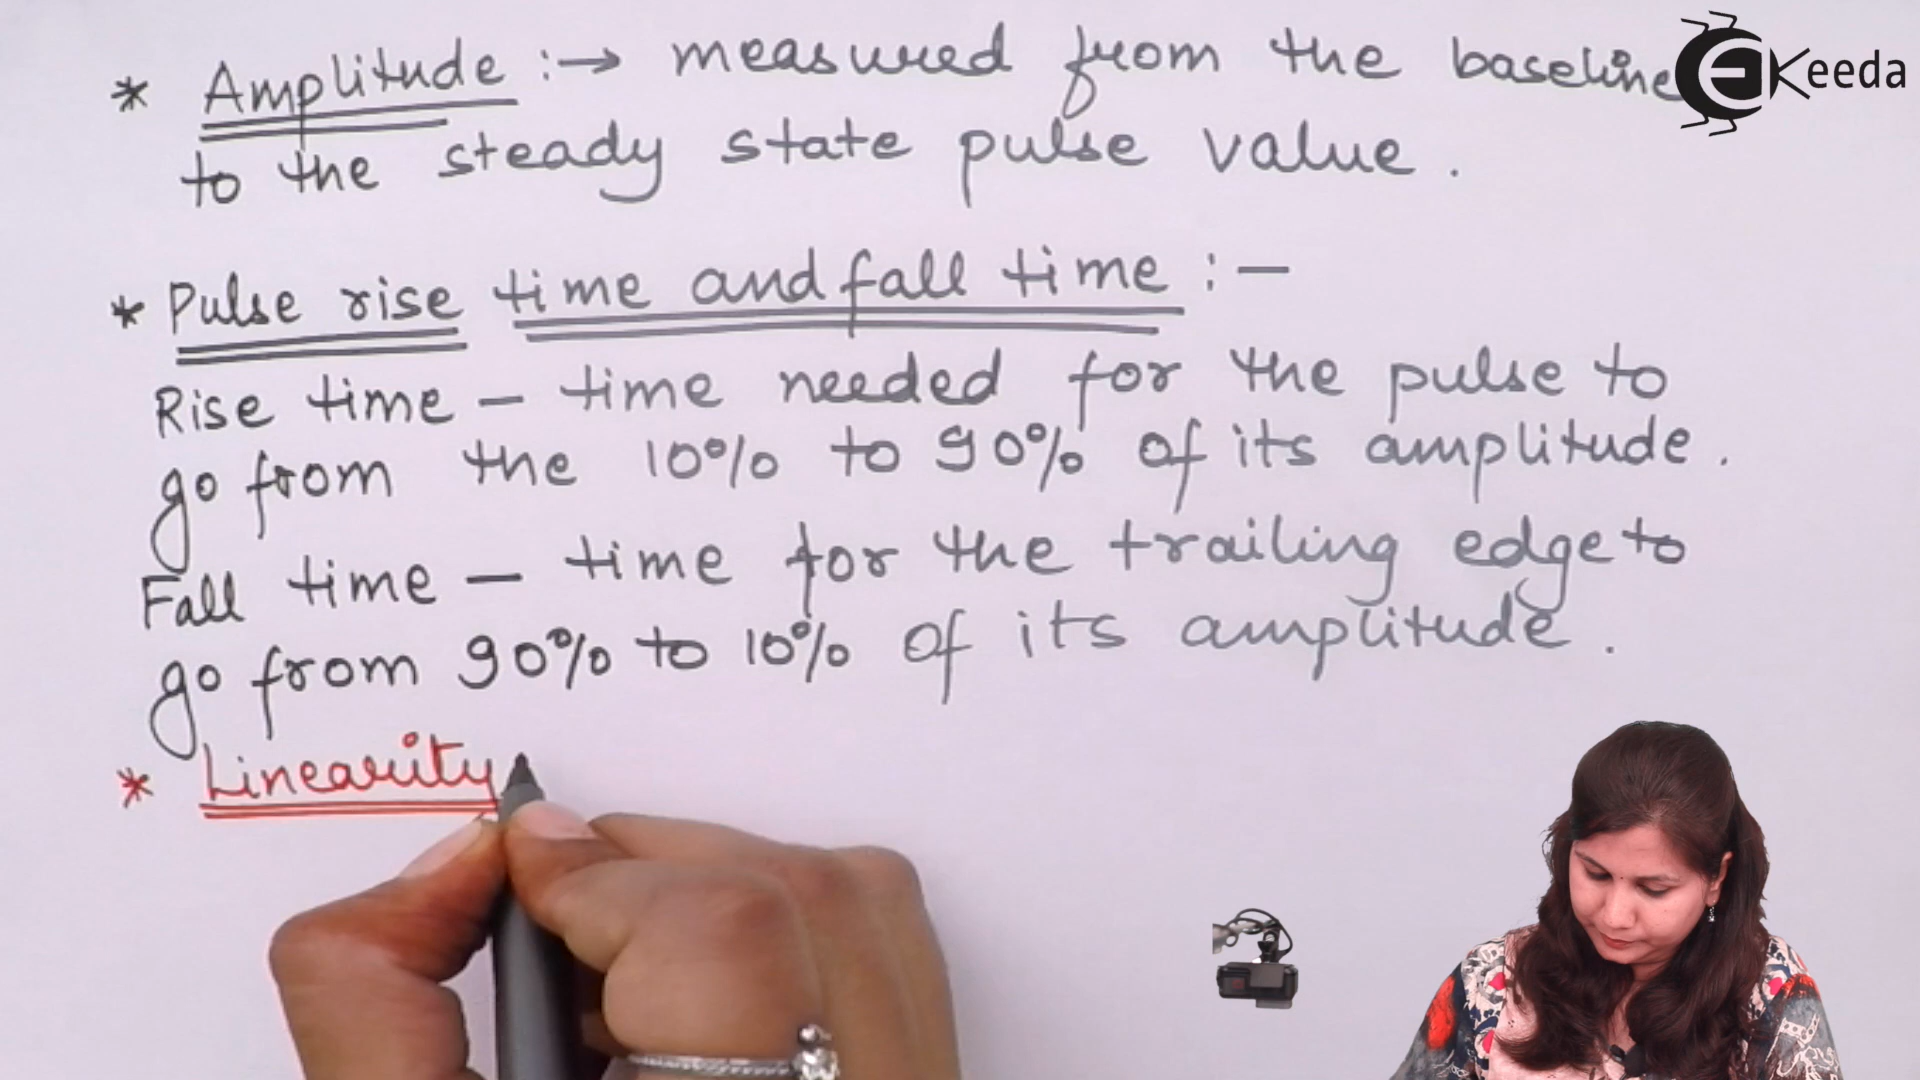 * Amplitude :→ measured from the baseline
EKeeda
to the steady state pulse value.
* Pulse rise time and fall time :-
Rise time - time needed for the pulse to
go from the 10% to 90% of its amplitude.
Fall time - time for the trailing edge to
go from 90% to 10% of its amplitude.
* Linearity